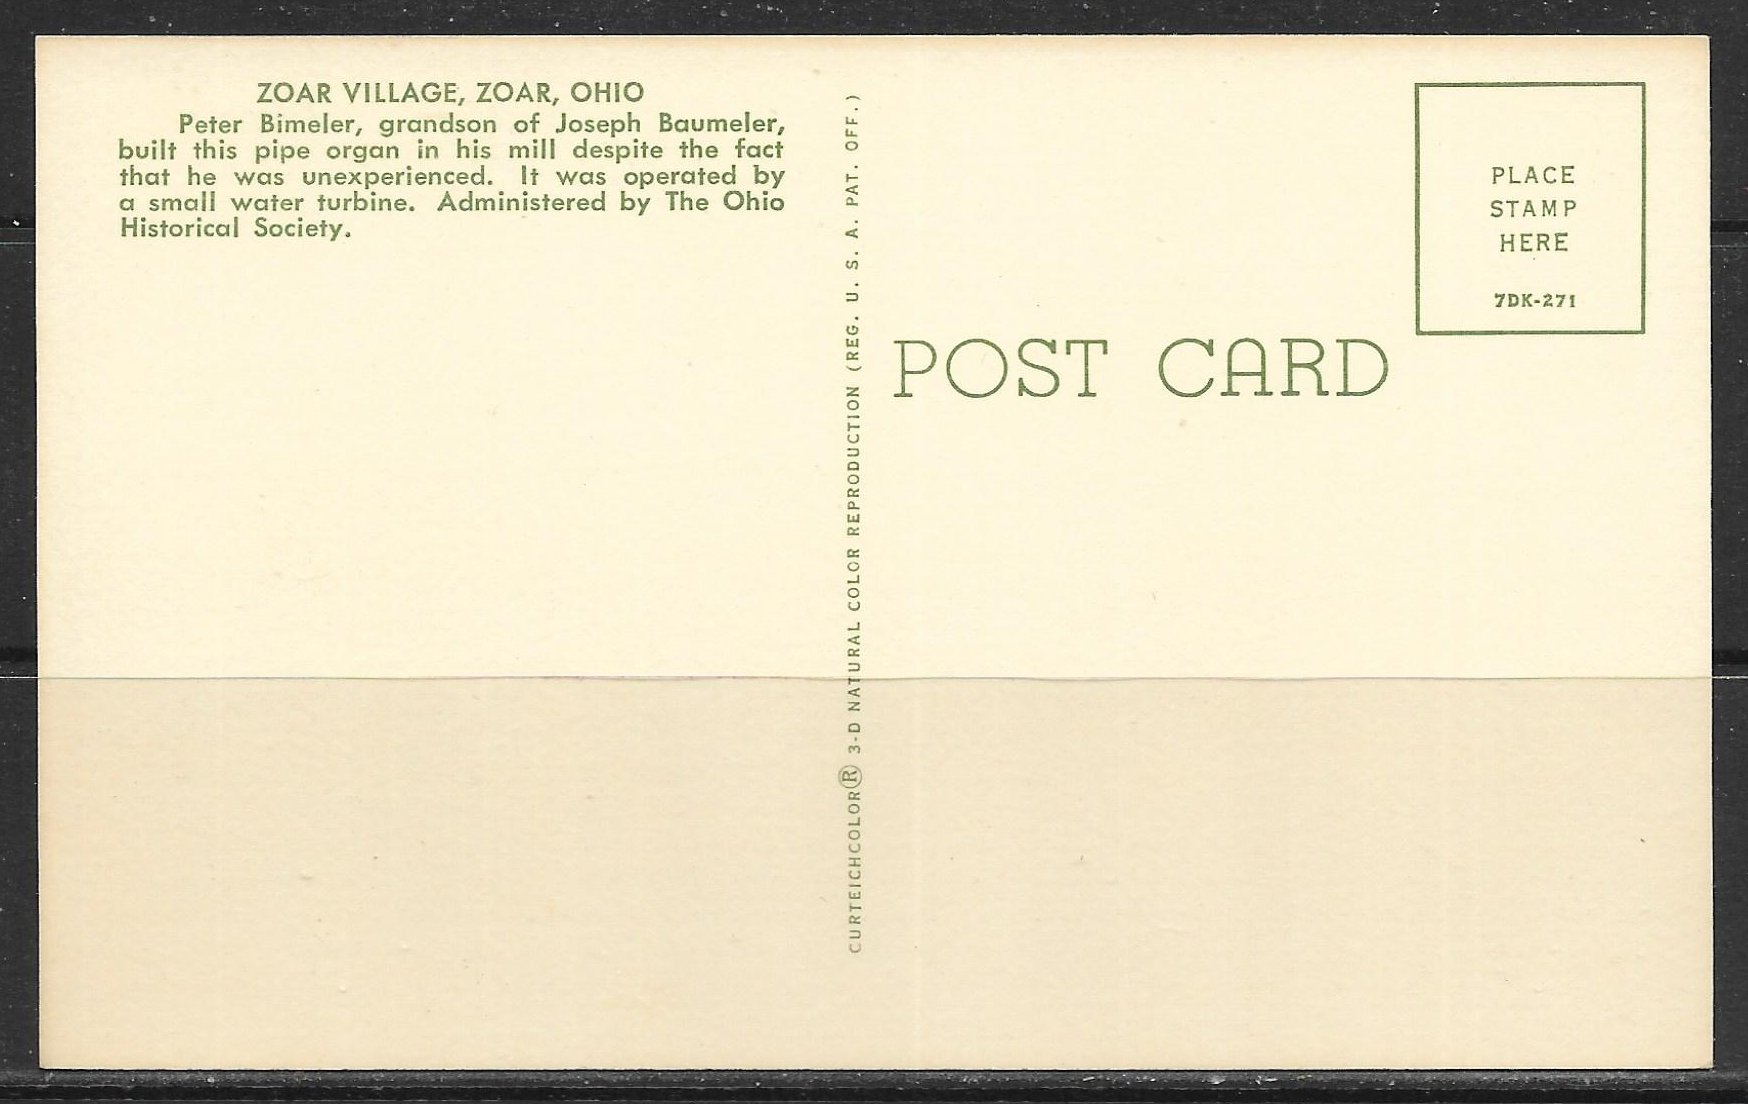 ZOAR VILLAGE, ZOAR, OHIO
Peter Bimeler, grandson of Joseph Baumeler,
built this pipe organ in his mill despite the fact
that he was unexperienced. It was operated by
a small water turbine. Administered by The Ohio
Historical Society.
CURTEICHCOLOR® 3-D NATURAL COLOR REPRODUCTION (REG. U. S. A. PAT. OFF.)
POST CARD
PLACE
STAMP
HERE
7DK-271